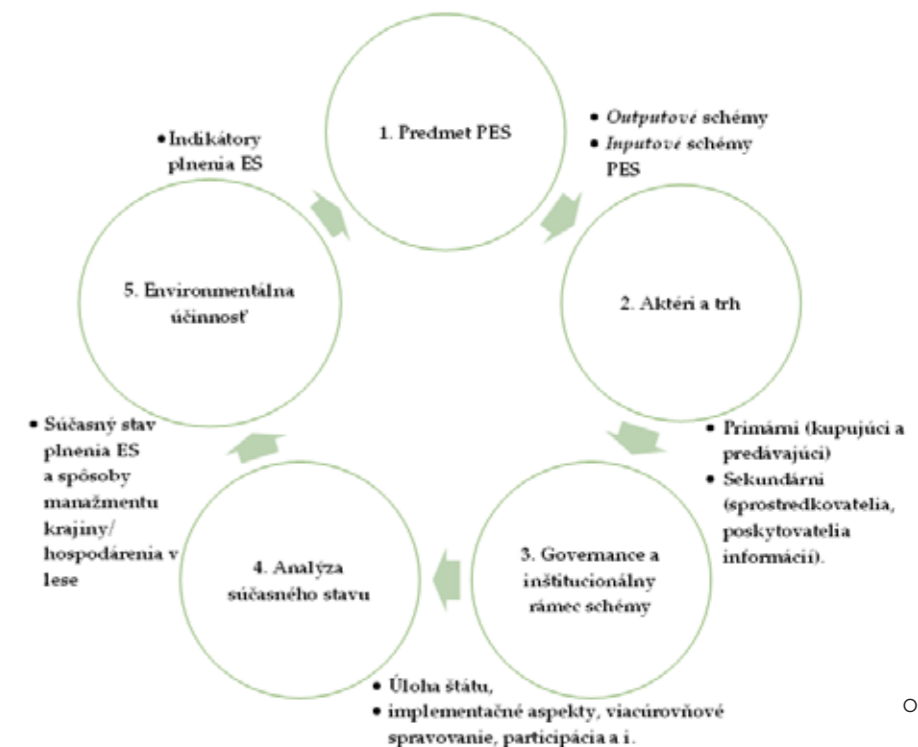 1. Predmet PES
• Outputové schémy
• Inputové schémy
PES
2. Aktéri a trh
• Primárni (kupujúci a
predávajúci)
• Sekundárni
(sprostredkovatelia,
poskytovatelia
informácií).
3. Governance a
inštitucionálny
rámec schémy
• Úloha štátu,
• implementačné aspekty, viacúrovňové
spravovanie, participácia a i.
4. Analýza
súčasného stavu
• Súčasný stav
plnenia ES
a spôsoby
manažmentu
krajiny/
hospodárenia v
lese
5. Environmentálna
účinnosť
• Indikátory
plnenia ES
O